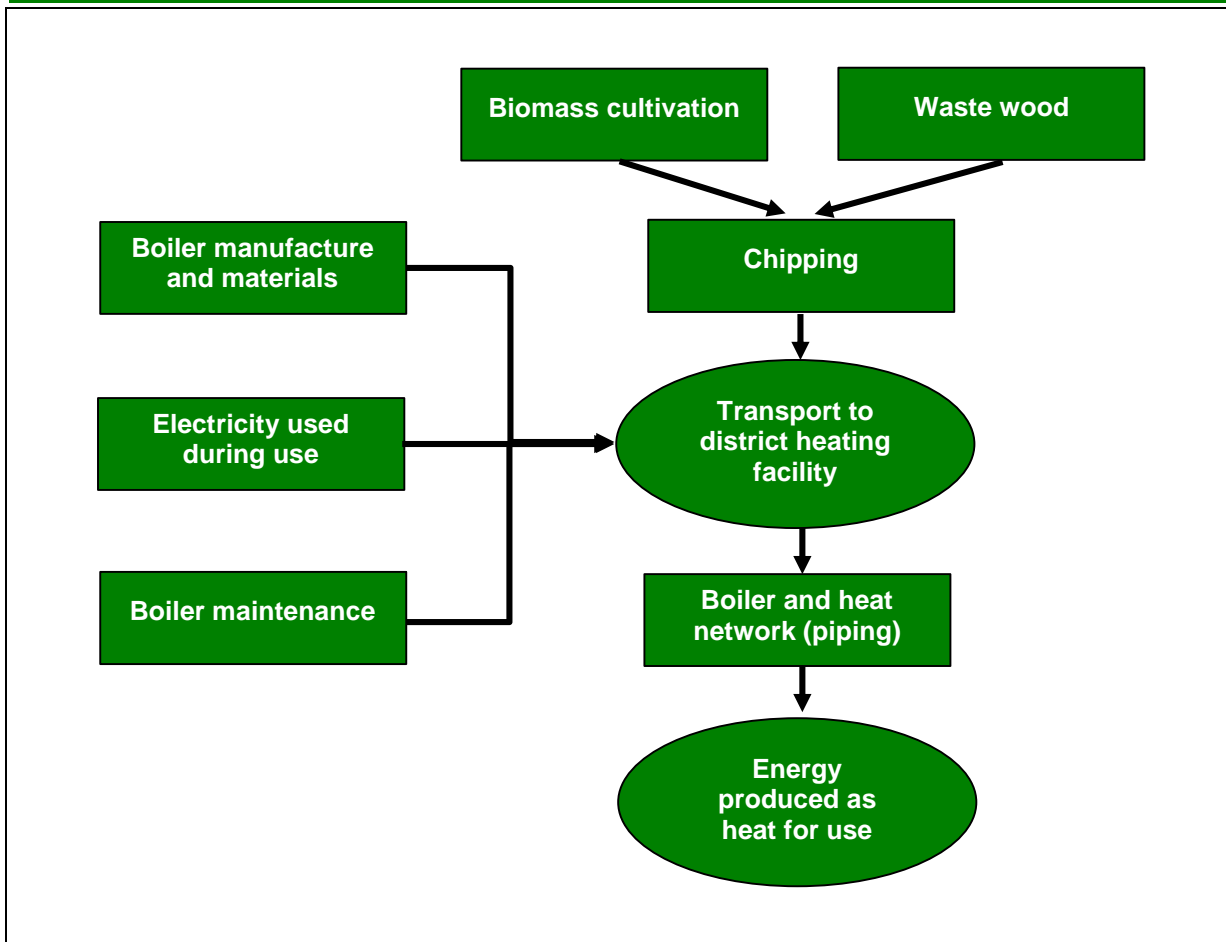 Biomass cultivation
Waste wood
Boiler manufacture
and materials
Chipping
Electricity used
during use
Transport to
district heating
facility
Boiler maintenance
Boiler and heat
network (piping)
Energy
produced as
heat for use